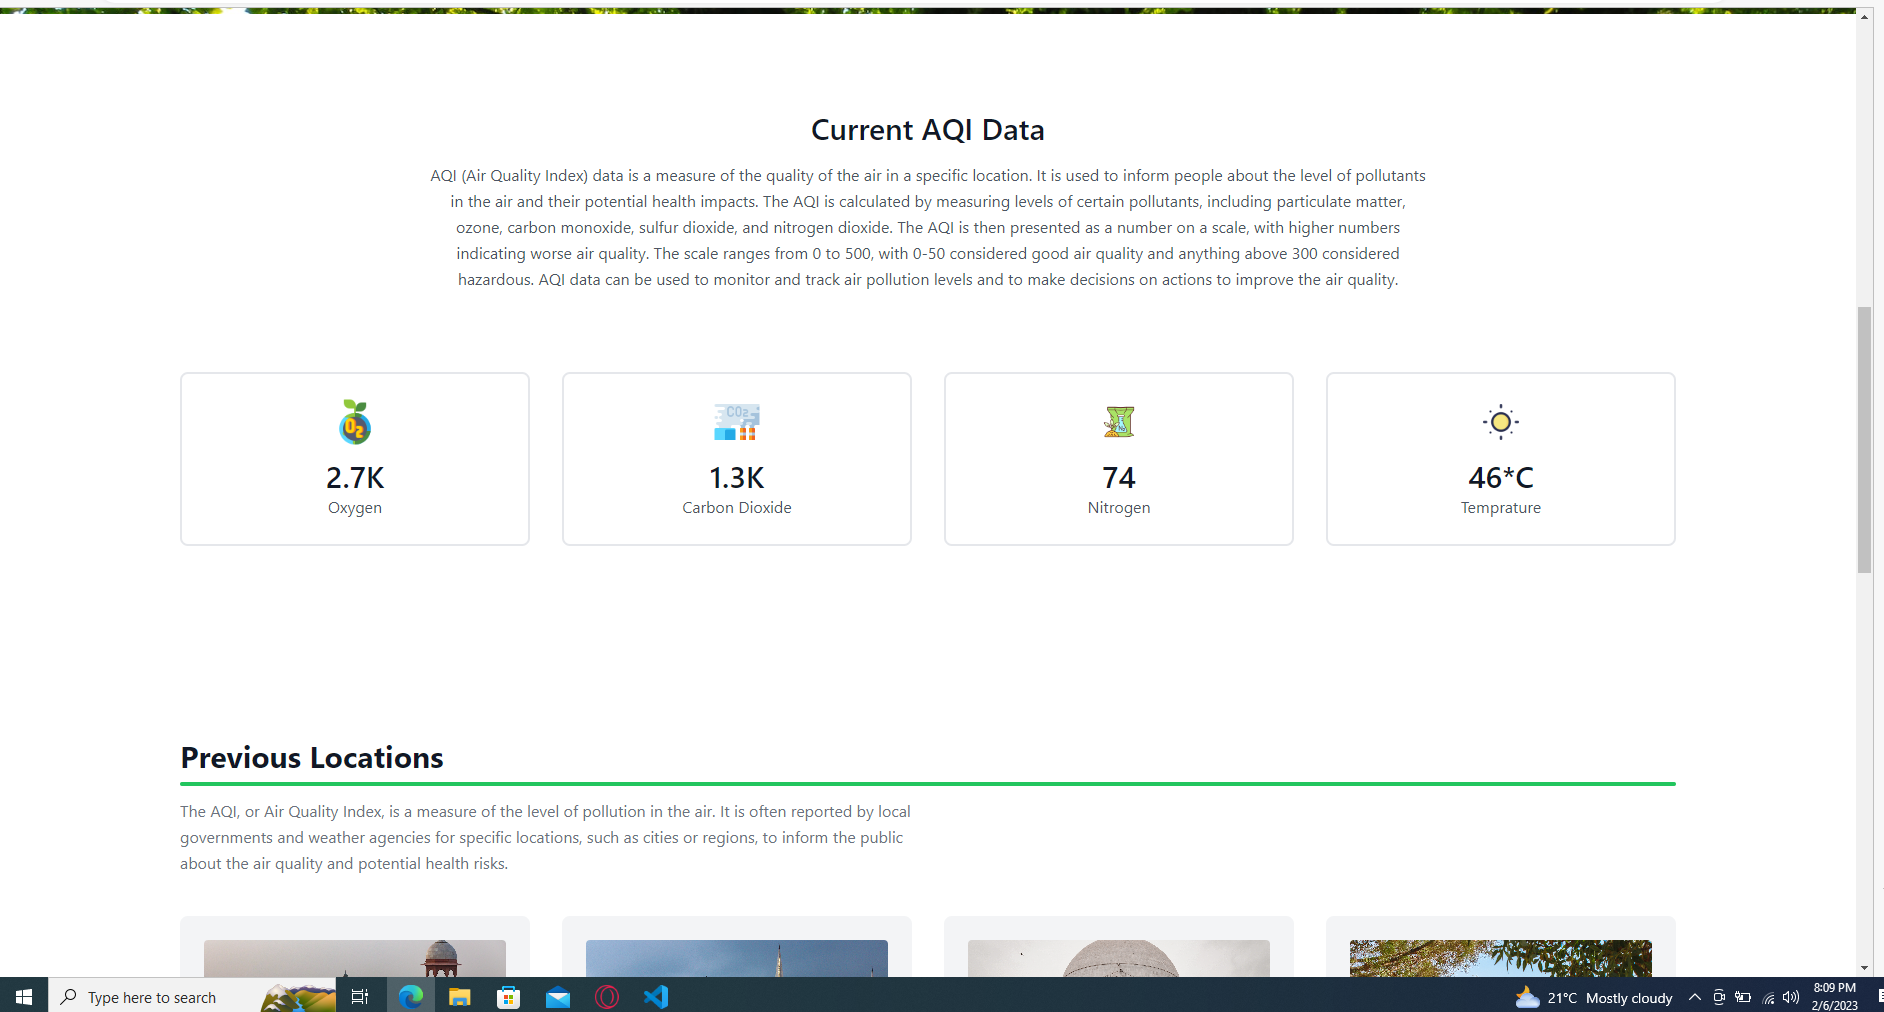 Current AQI Data
AQI (Air Quality Index) data is a measure of the quality of the air in a specific location. It is used to inform people about the level of pollutants
in the air and their potential health impacts. The AQI is calculated by measuring levels of certain pollutants, including particulate matter,
ozone, carbon monoxide, sulfur dioxide, and nitrogen dioxide. The AQI is then presented as a number on a scale, with higher numbers
indicating worse air quality. The scale ranges from 0 to 500, with 0-50 considered good air quality and anything above 300 considered
hazardous. AQI data can be used to monitor and track air pollution levels and to make decisions on actions to improve the air quality.
O2
2.7K
Oxygen
CO2
1.3K
Carbon Dioxide
74
Nitrogen
46*C
Temprature
Previous Locations
The AQI, or Air Quality Index, is a measure of the level of pollution in the air. It is often reported by local
governments and weather agencies for specific locations, such as cities or regions, to inform the public
about the air quality and potential health risks.
Type here to search
21°C Mostly cloudy
8:09 PM
2/6/2023